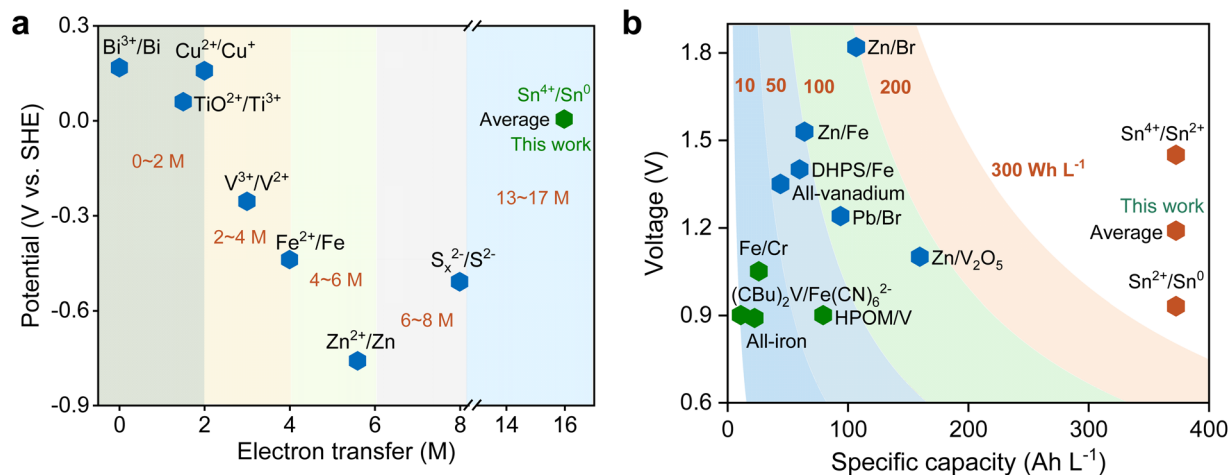 a
0.3
0.0
-0.3
-0.6
-0.9
Potential (V vs. SHE)
Bi³⁺/Bi
Cu²⁺/Cu⁺
TiO²⁺/Ti³⁺
Sn⁴⁺/Sn⁰
Average
This work
0~2 M
V³⁺/V²⁺
13~17 M
2~4 M
Fe²⁺/Fe
4~6 M
Sₓ²⁻/S²⁻
6~8 M
Zn²⁺/Zn
0
2
4
6
8
14
16
Electron transfer (M)
b
1.8
1.5
1.2
0.9
0.6
Voltage (V)
Zn/Br
10
50
100
200
Zn/Fe
Sn⁴⁺/Sn²⁺
DHPS/Fe
300 Wh L⁻¹
All-vanadium
This work
Pb/Br
Average
Fe/Cr
Zn/V₂O₅
Sn²⁺/Sn⁰
(CBu)₂V/Fe(CN)₆²⁻
HPOM/V
All-iron
0
100
200
300
400
Specific capacity (Ah L⁻¹)